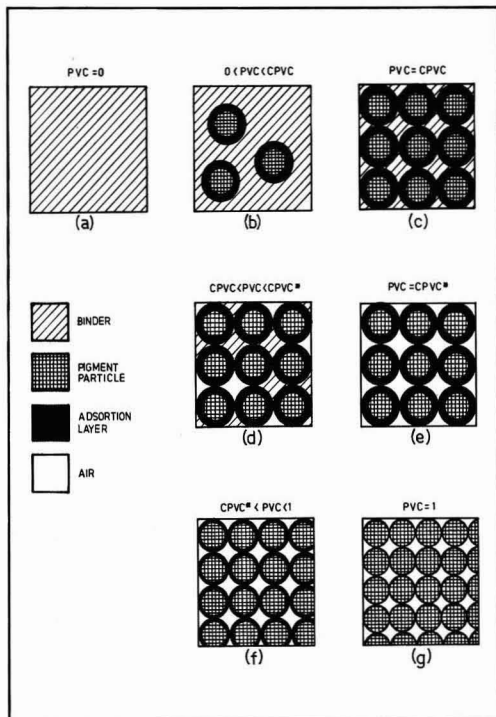 PVC = 0
0 < PVC < CPVC
PVC = CPVC
(a)
(b)
(c)
CPVC < PVC < CPVC*
PVC = CPVC*
BINDER
PIGMENT
PARTICLE
ADSORTION
LAYER
AIR
(d)
(e)
CPVC* < PVC < 1
PVC = 1
(f)
(g)